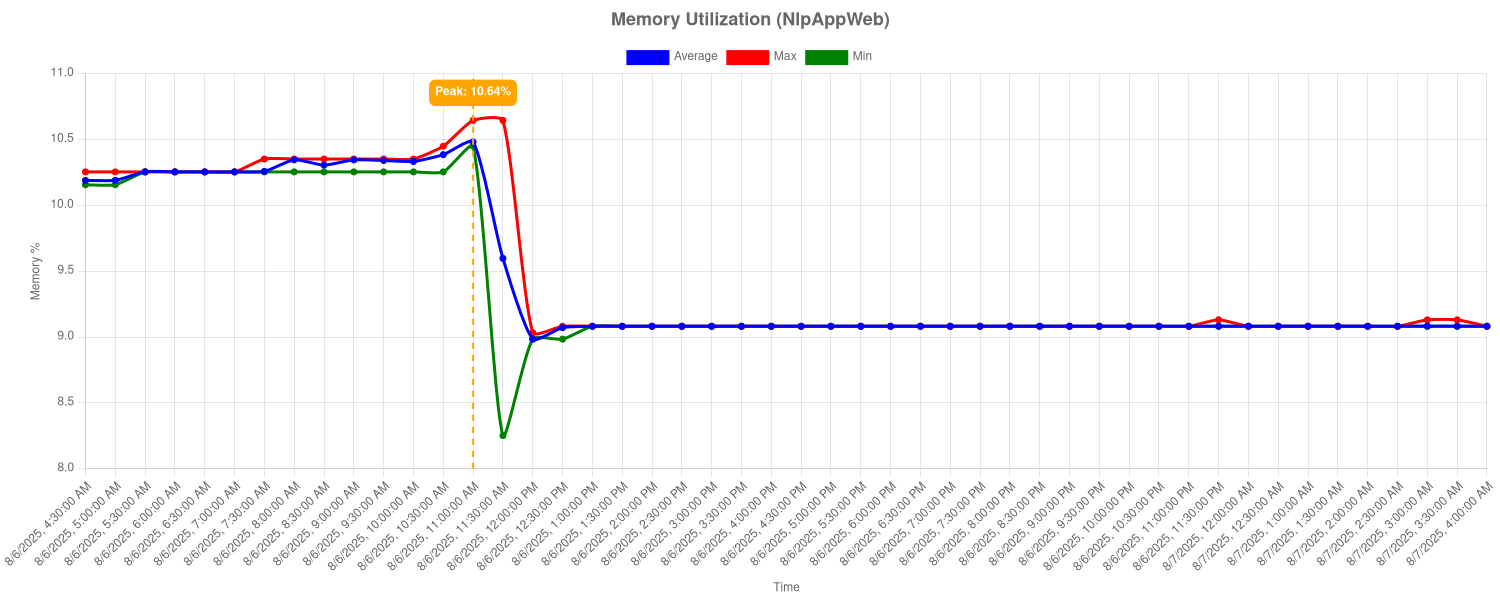 Memory Utilization (NlpAppWeb)
Average Max Min
11.0
Peak: 10.64%
10.5
10.0
9.5
Memory %
9.0
8.5
8.0
8/6/2025, 4:30:00 AM
8/6/2025, 5:00:00 AM
8/6/2025, 5:30:00 AM
8/6/2025, 6:00:00 AM
8/6/2025, 6:30:00 AM
8/6/2025, 7:00:00 AM
8/6/2025, 7:30:00 AM
8/6/2025, 8:00:00 AM
8/6/2025, 8:30:00 AM
8/6/2025, 9:00:00 AM
8/6/2025, 9:30:00 AM
8/6/2025, 10:00:00 AM
8/6/2025, 10:30:00 AM
8/6/2025, 11:00:00 AM
8/6/2025, 11:30:00 AM
8/6/2025, 12:00:00 PM
8/6/2025, 12:30:00 PM
8/6/2025, 1:00:00 PM
8/6/2025, 1:30:00 PM
8/6/2025, 2:00:00 PM
8/6/2025, 2:30:00 PM
8/6/2025, 3:00:00 PM
8/6/2025, 3:30:00 PM
8/6/2025, 4:00:00 PM
8/6/2025, 4:30:00 PM
8/6/2025, 5:00:00 PM
8/6/2025, 5:30:00 PM
8/6/2025, 6:00:00 PM
8/6/2025, 6:30:00 PM
8/6/2025, 7:00:00 PM
8/6/2025, 7:30:00 PM
8/6/2025, 8:00:00 PM
8/6/2025, 8:30:00 PM
8/6/2025, 9:00:00 PM
8/6/2025, 9:30:00 PM
8/6/2025, 10:00:00 PM
8/6/2025, 10:30:00 PM
8/6/2025, 11:00:00 PM
8/6/2025, 11:30:00 PM
8/7/2025, 12:00:00 AM
8/7/2025, 12:30:00 AM
8/7/2025, 1:00:00 AM
8/7/2025, 1:30:00 AM
8/7/2025, 2:00:00 AM
8/7/2025, 2:30:00 AM
8/7/2025, 3:00:00 AM
8/7/2025, 3:30:00 AM
8/7/2025, 4:00:00 AM
Time